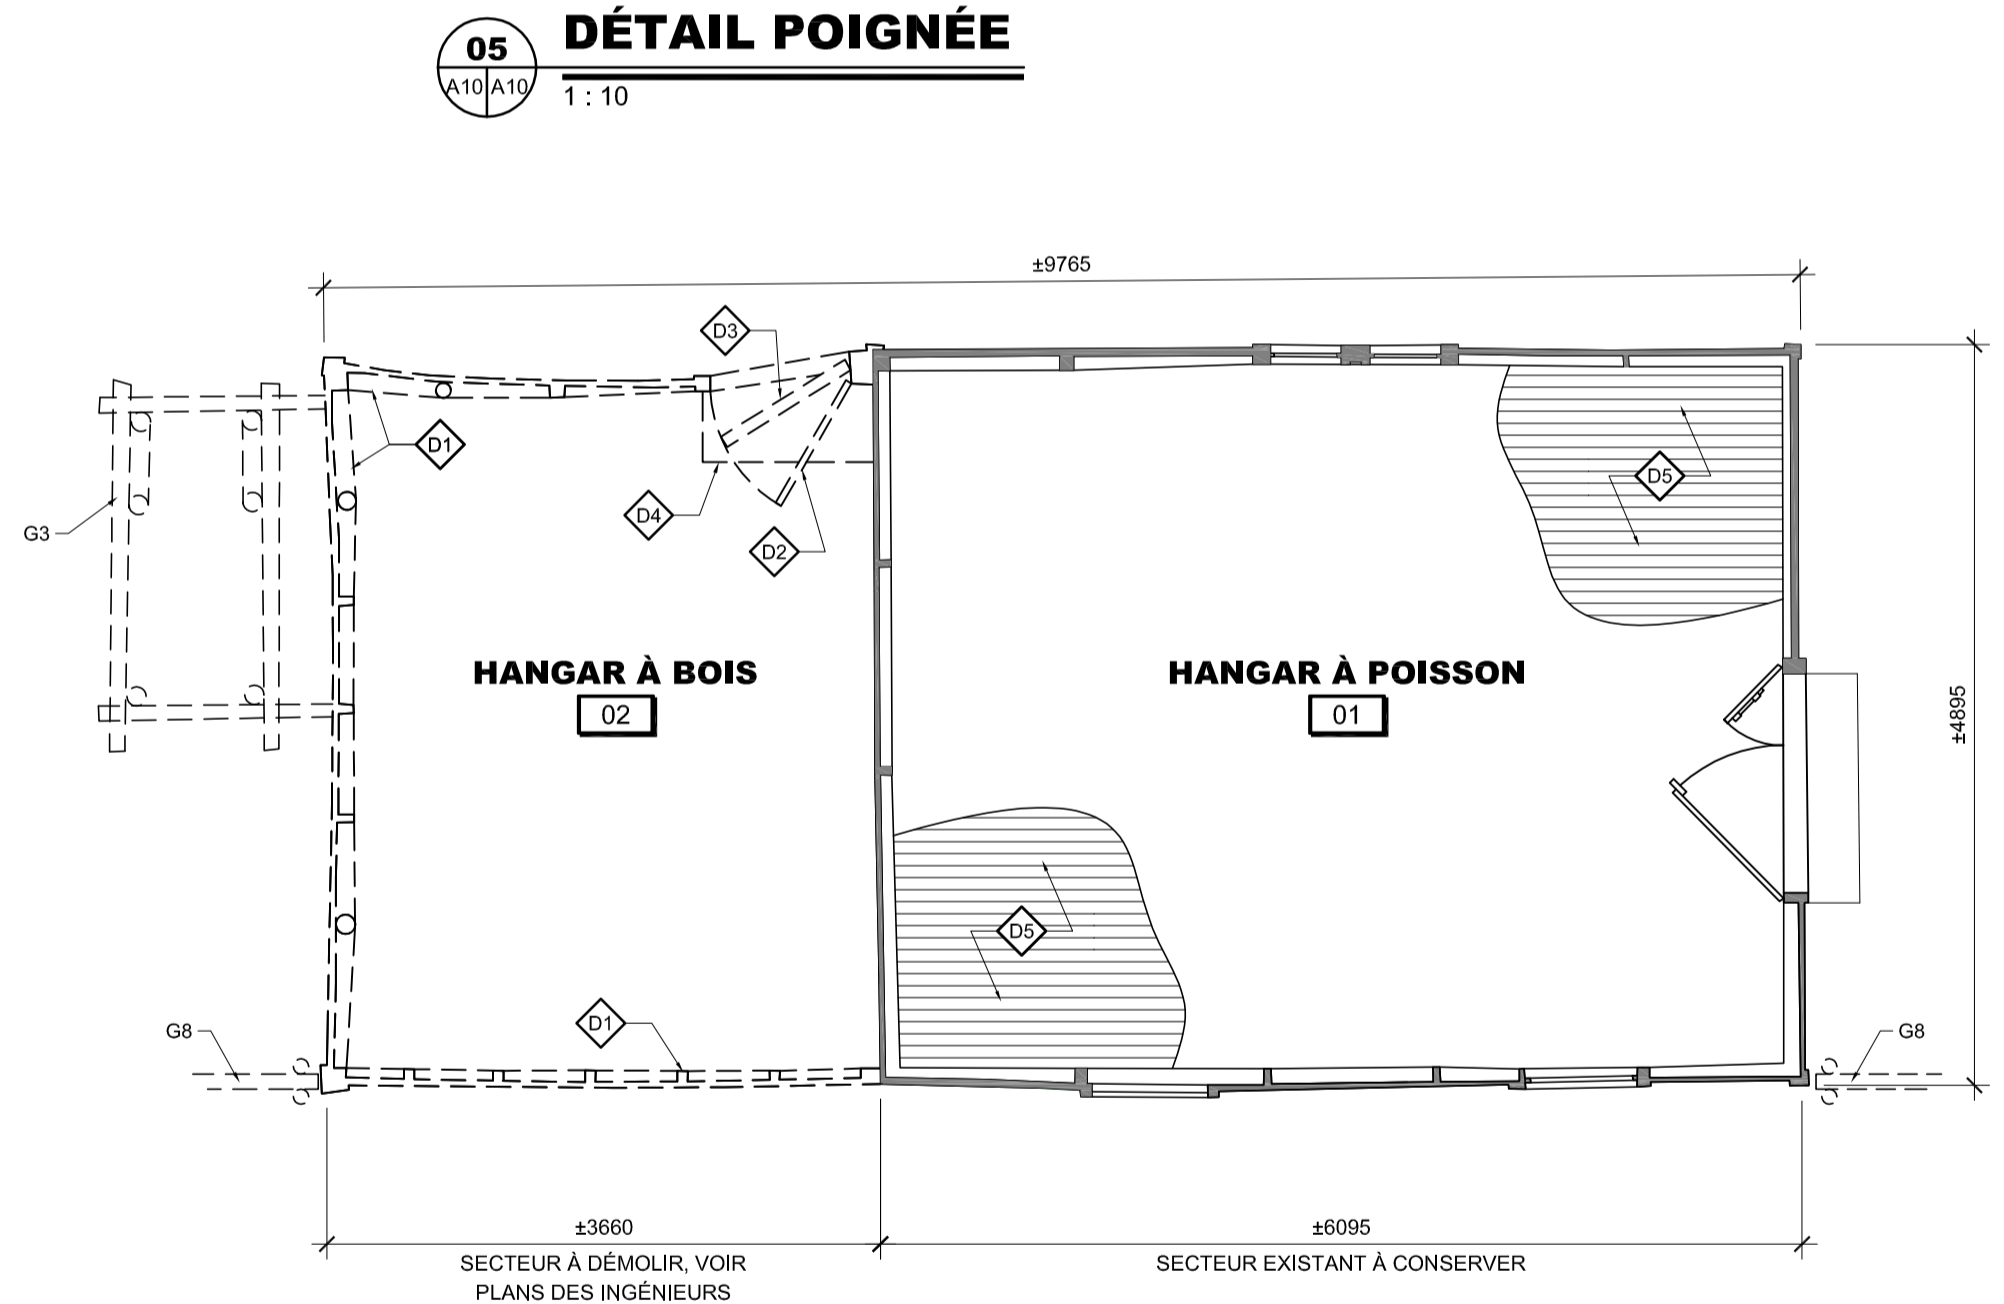 05
DÉTAIL POIGNÉE
A10 A10
1 : 10
±9765
D3
D1
D5
G3
D4
D2
HANGAR À BOIS
02
HANGAR À POISSON
01
±4895
D5
D1
G8
G8
±3660
±6095
SECTEUR À DÉMOLIR, VOIR
PLANS DES INGÉNIEURS
SECTEUR EXISTANT À CONSERVER